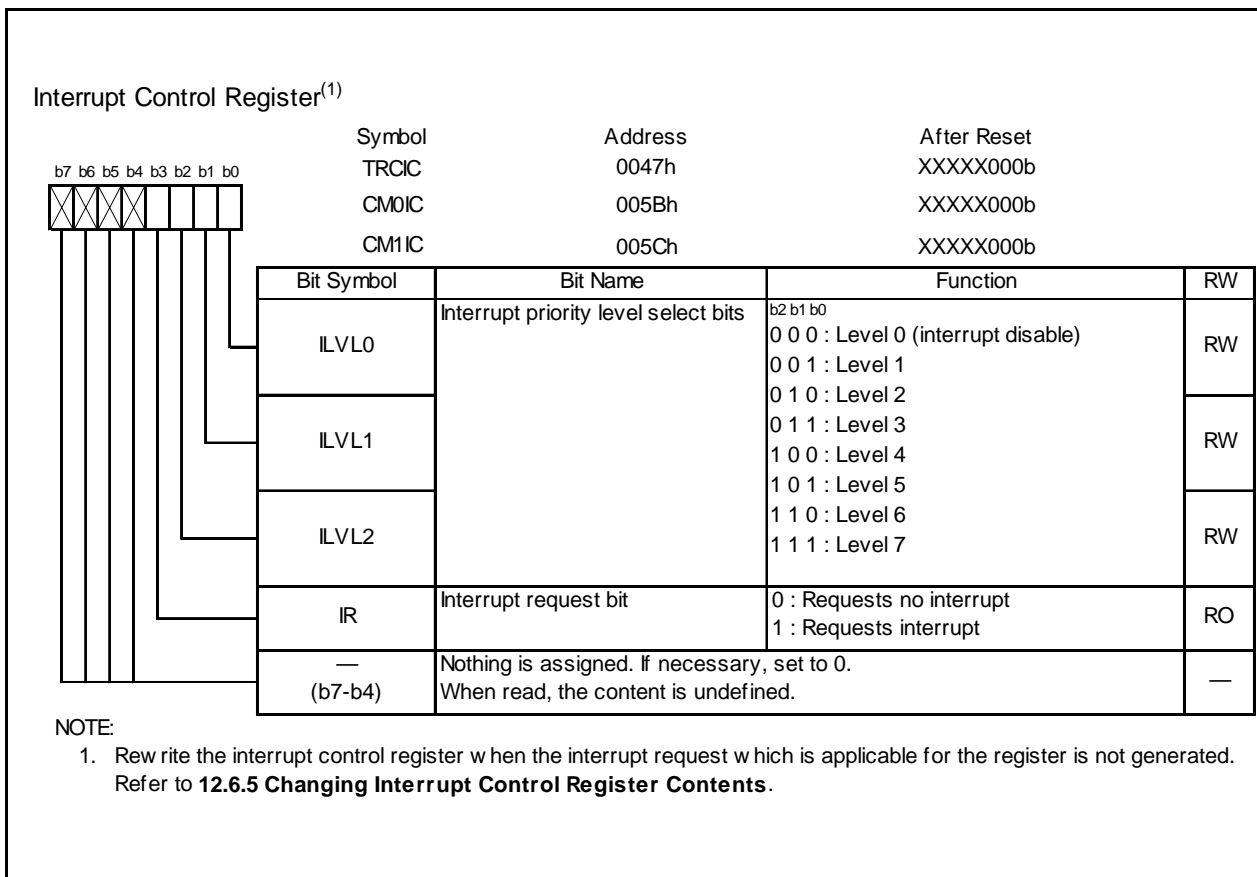 Interrupt Control Register(1)
Symbol Address After Reset
b7 b6 b5 b4 b3 b2 b1 b0
TRCIC 0047h XXXXX000b
CM0IC 005Bh XXXXX000b
CM1IC 005Ch XXXXX000b
Bit Symbol Bit Name Function RW
ILVL0 Interrupt priority level select bits b2 b1 b0
0 0 0 : Level 0 (interrupt disable) RW
0 0 1 : Level 1
0 1 0 : Level 2
ILVL1 0 1 1 : Level 3 RW
1 0 0 : Level 4
1 0 1 : Level 5
ILVL2 1 1 0 : Level 6 RW
1 1 1 : Level 7
IR Interrupt request bit 0 : Requests no interrupt RO
1 : Requests interrupt
— Nothing is assigned. If necessary, set to 0. —
(b7-b4) When read, the content is undefined.
NOTE:
1. Rew rite the interrupt control register w hen the interrupt request w hich is applicable for the register is not generated.
Refer to 12.6.5 Changing Interrupt Control Register Contents.